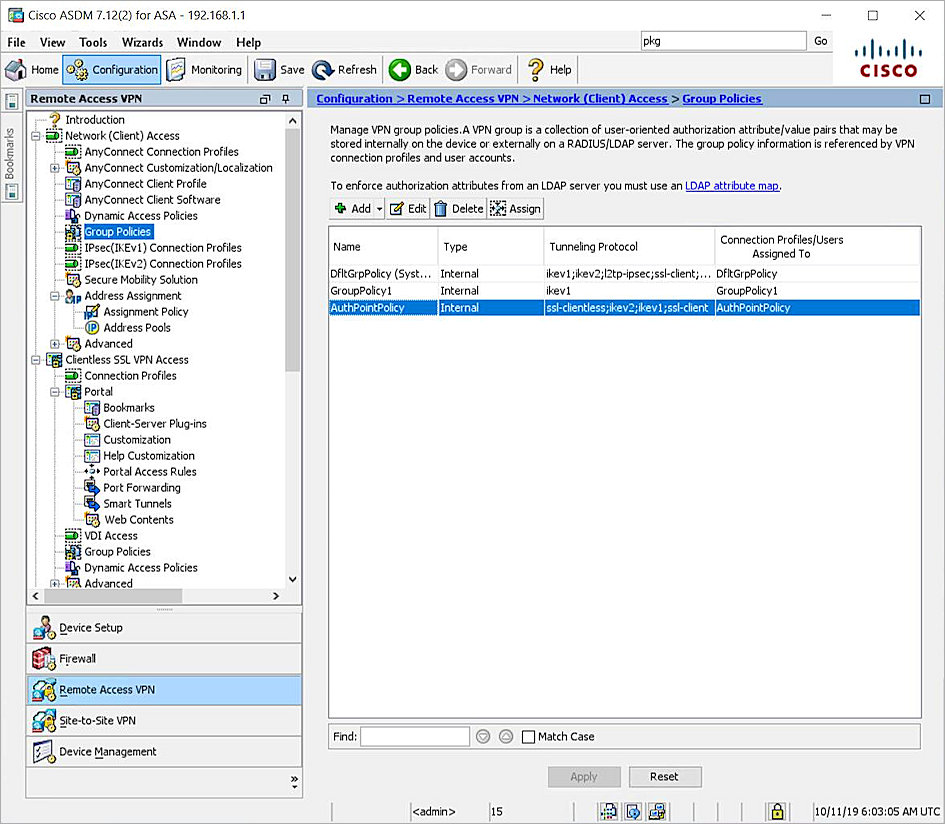 Cisco ASDM 7.12(2) for ASA - 192.168.1.1
File View Tools Wizards Window Help
pkg Go
CISCO
Home Configuration Monitoring Save Refresh Back Forward Help
Bookmarks
Remote Access VPN
Introduction
Network (Client) Access
AnyConnect Connection Profiles
AnyConnect Customization/Localization
AnyConnect Client Profile
AnyConnect Client Software
Dynamic Access Policies
Group Policies
IPsec(IKEv1) Connection Profiles
IPsec(IKEv2) Connection Profiles
Secure Mobility Solution
Address Assignment
Assignment Policy
Address Pools
Advanced
Clientless SSL VPN Access
Connection Profiles
Portal
Bookmarks
Client-Server Plug-ins
Customization
Help Customization
Portal Access Rules
Port Forwarding
Smart Tunnels
Web Contents
VDI Access
Group Policies
Dynamic Access Policies
Advanced
Device Setup
Firewall
Remote Access VPN
Site-to-Site VPN
Device Management
Configuration > Remote Access VPN > Network (Client) Access > Group Policies
Manage VPN group policies.A VPN group is a collection of user-oriented authorization attribute/value pairs that may be
stored internally on the device or externally on a RADIUS/LDAP server. The group policy information is referenced by VPN
connection profiles and user accounts.
To enforce authorization attributes from an LDAP server you must use an LDAP attribute map.
Add Edit Delete Assign
Name Type Tunneling Protocol Connection Profiles/Users
Assigned To
DfltGrpPolicy (Syst... Internal ikev1;ikev2;l2tp-ipsec;ssl-client;... DfltGrpPolicy
GroupPolicy1 Internal ikev1 GroupPolicy1
AuthPointPolicy Internal ssl-clientless;ikev2;ikev1;ssl-client AuthPointPolicy
Find: Match Case
Apply Reset
<admin> 15 10/11/19 6:03:05 AM UTC